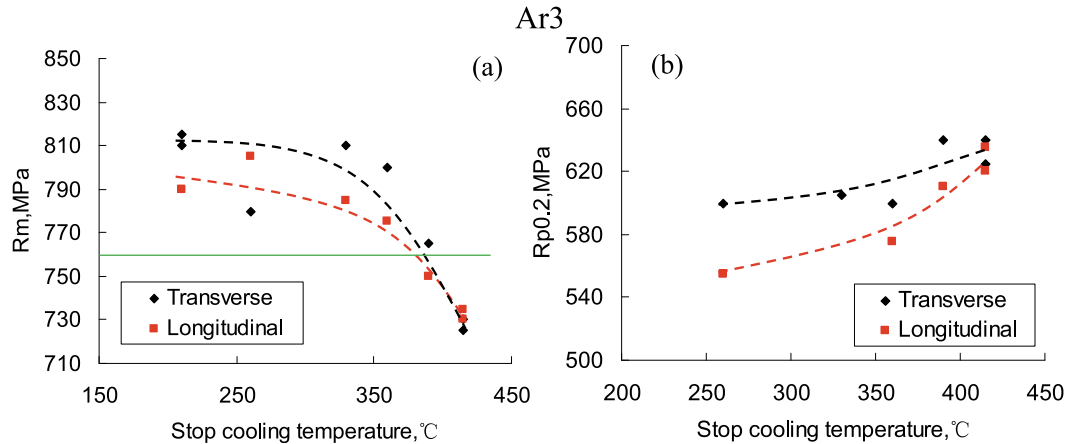 Ar3
(a)
850
830
810
790
770
750
730
710
Rm,MPa
Transverse
Longitudinal
150
250
350
450
Stop cooling temperature,℃
(b)
700
660
620
580
540
500
Rp0.2,MPa
Transverse
Longitudinal
200
250
300
350
400
450
Stop cooling temperature,℃